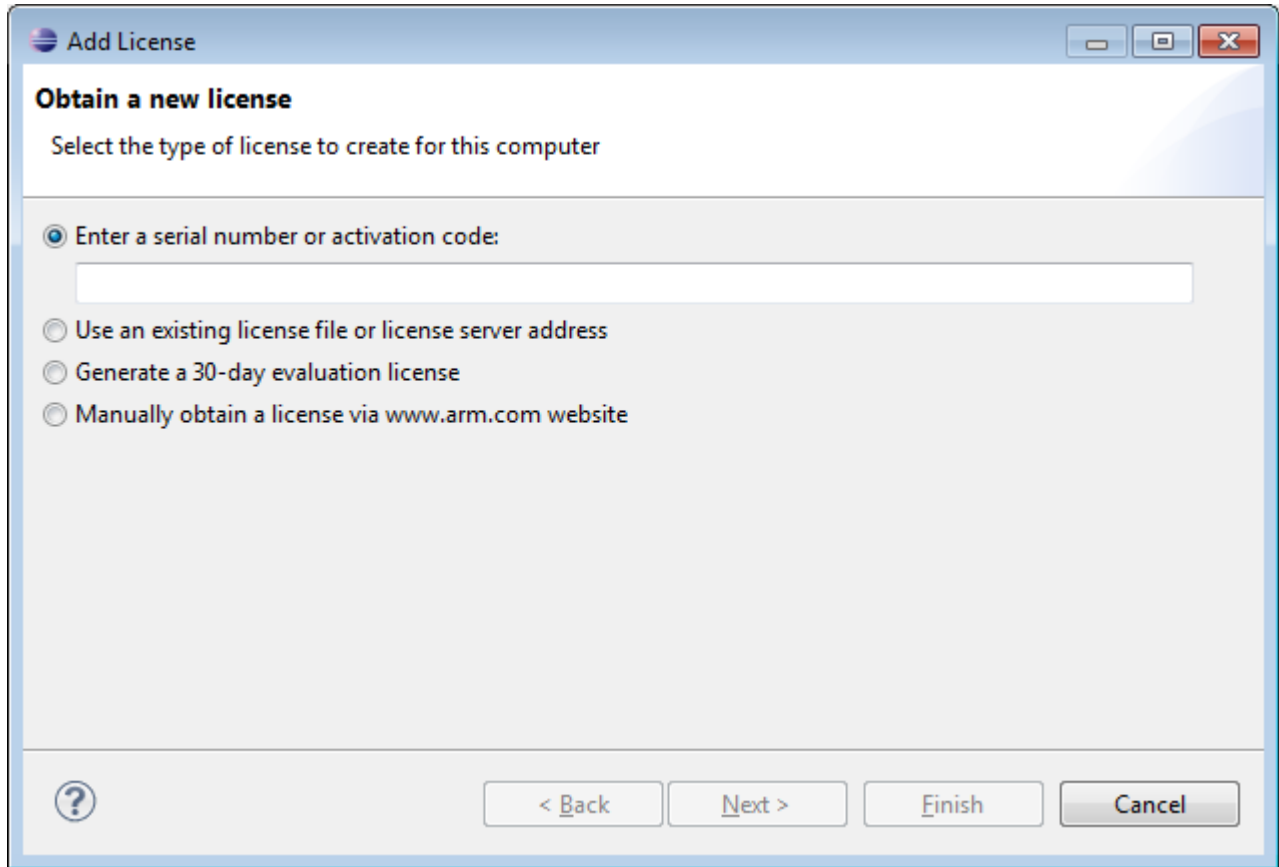 Add License
Obtain a new license
Select the type of license to create for this computer
Enter a serial number or activation code:
Use an existing license file or license server address
Generate a 30-day evaluation license
Manually obtain a license via www.arm.com website
? < Back Next > Finish Cancel